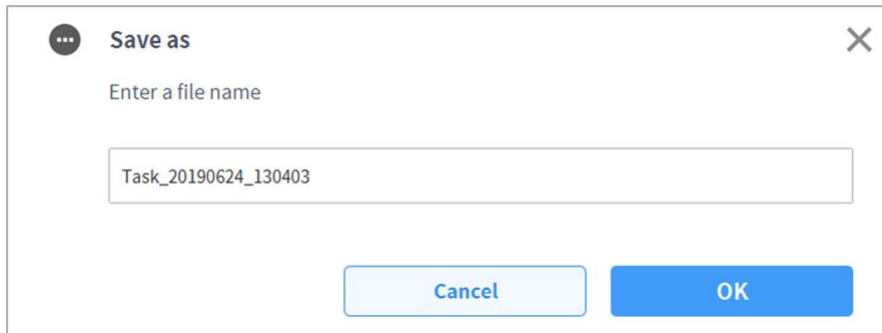 Save as
Enter a file name
Task_20190624_130403
Cancel
OK